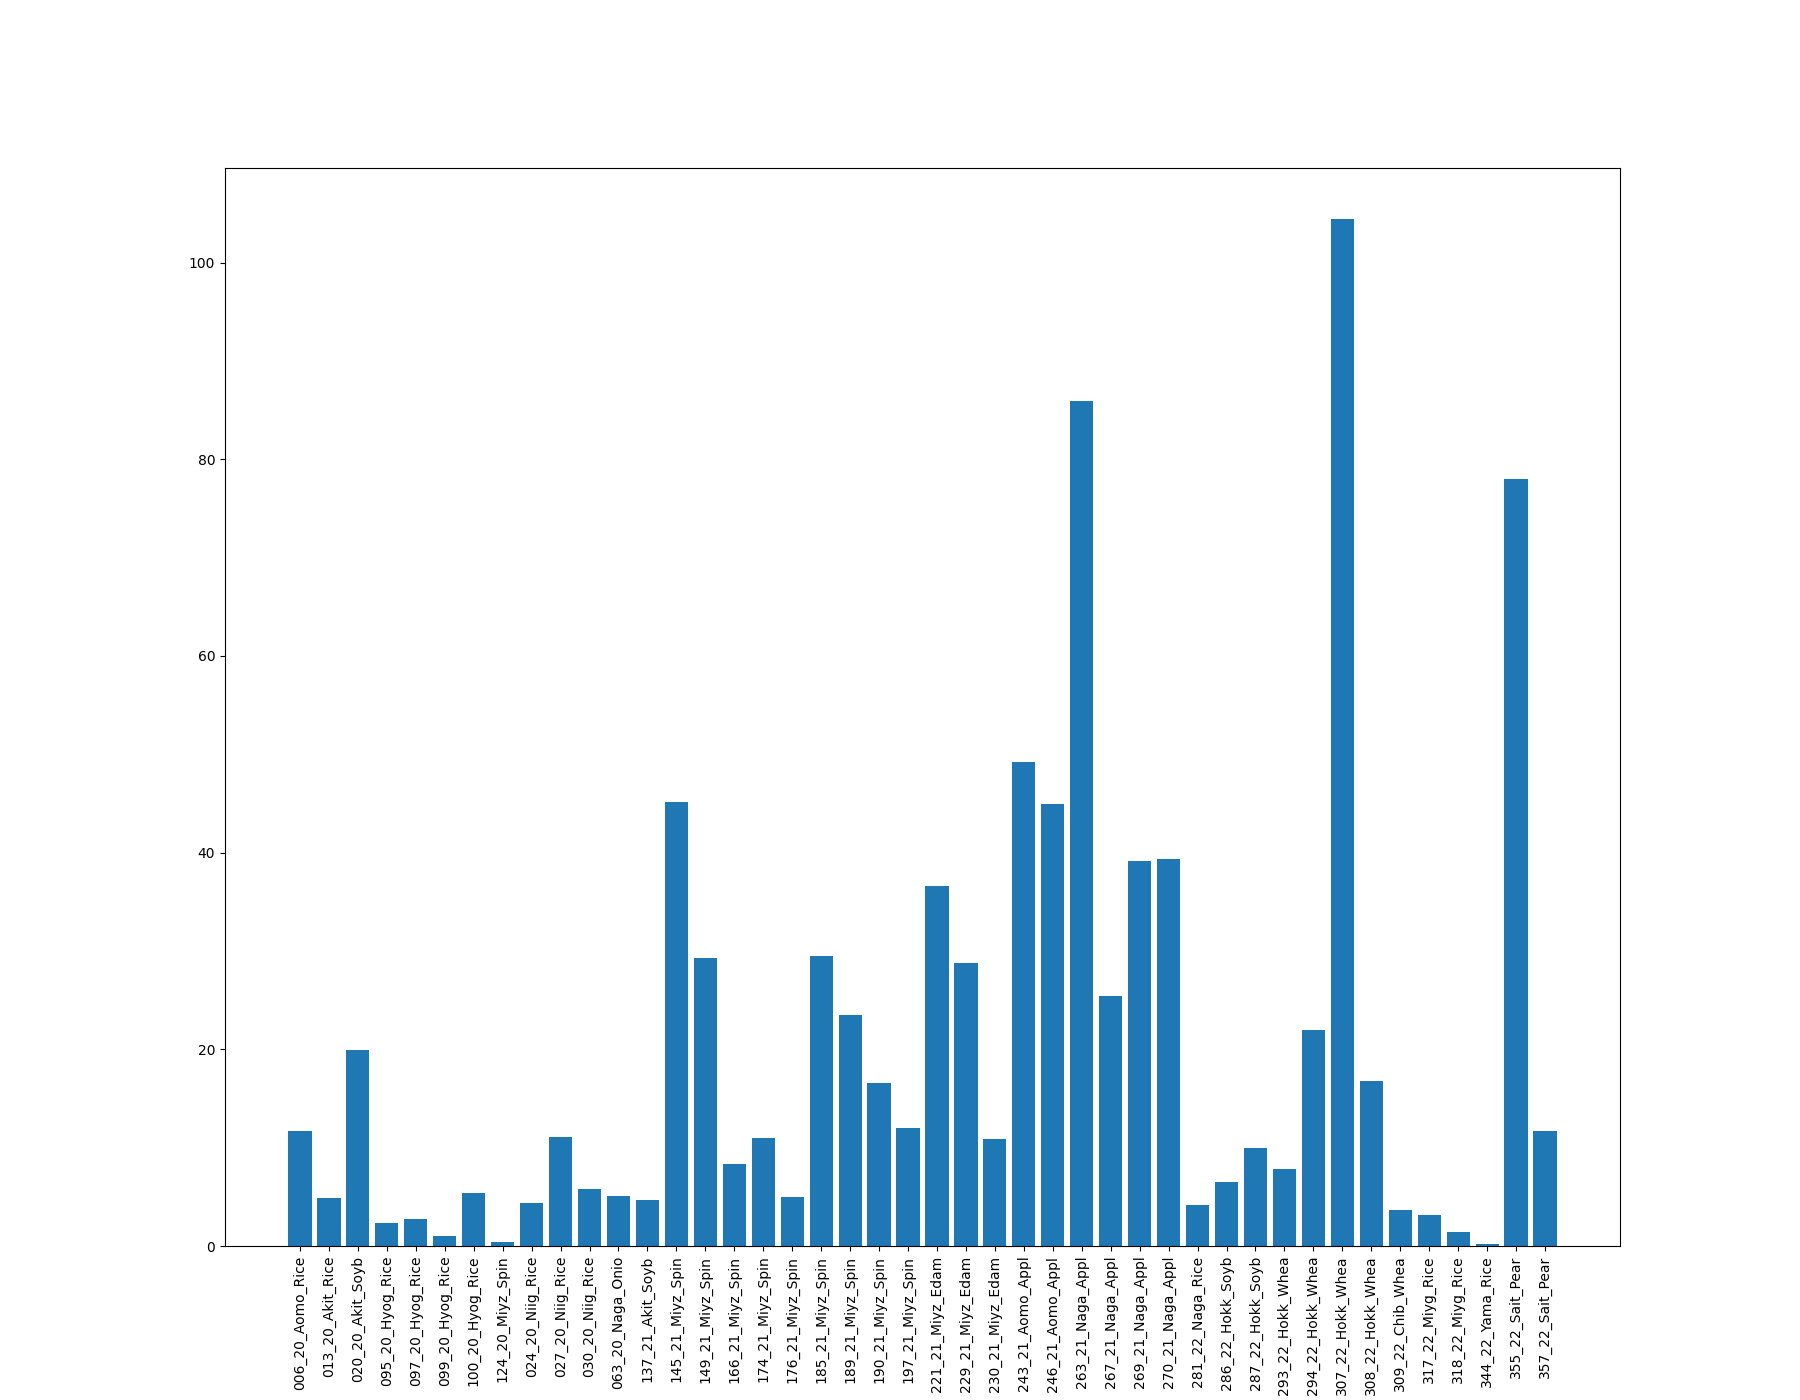 100
80
60
40
20
0
006_20_Aomo_Rice
013_20_Akit_Rice
020_20_Akit_Soyb
095_20_Hyog_Rice
097_20_Hyog_Rice
099_20_Hyog_Rice
100_20_Hyog_Rice
124_20_Miyz_Spin
024_20_Niig_Rice
027_20_Niig_Rice
030_20_Niig_Rice
063_20_Naga_Onio
137_21_Akit_Soyb
145_21_Miyz_Spin
149_21_Miyz_Spin
166_21_Miyz_Spin
174_21_Miyz_Spin
176_21_Miyz_Spin
185_21_Miyz_Spin
189_21_Miyz_Spin
190_21_Miyz_Spin
197_21_Miyz_Spin
221_21_Miyz_Edam
229_21_Miyz_Edam
230_21_Miyz_Edam
243_21_Aomo_Appl
246_21_Aomo_Appl
263_21_Naga_Appl
267_21_Naga_Appl
269_21_Naga_Appl
270_21_Naga_Appl
281_22_Naga_Rice
286_22_Hokk_Soyb
287_22_Hokk_Soyb
293_22_Hokk_Whea
294_22_Hokk_Whea
307_22_Hokk_Whea
308_22_Hokk_Whea
309_22_Chib_Whea
317_22_Miyg_Rice
318_22_Miyg_Rice
344_22_Yama_Rice
355_22_Sait_Pear
357_22_Sait_Pear